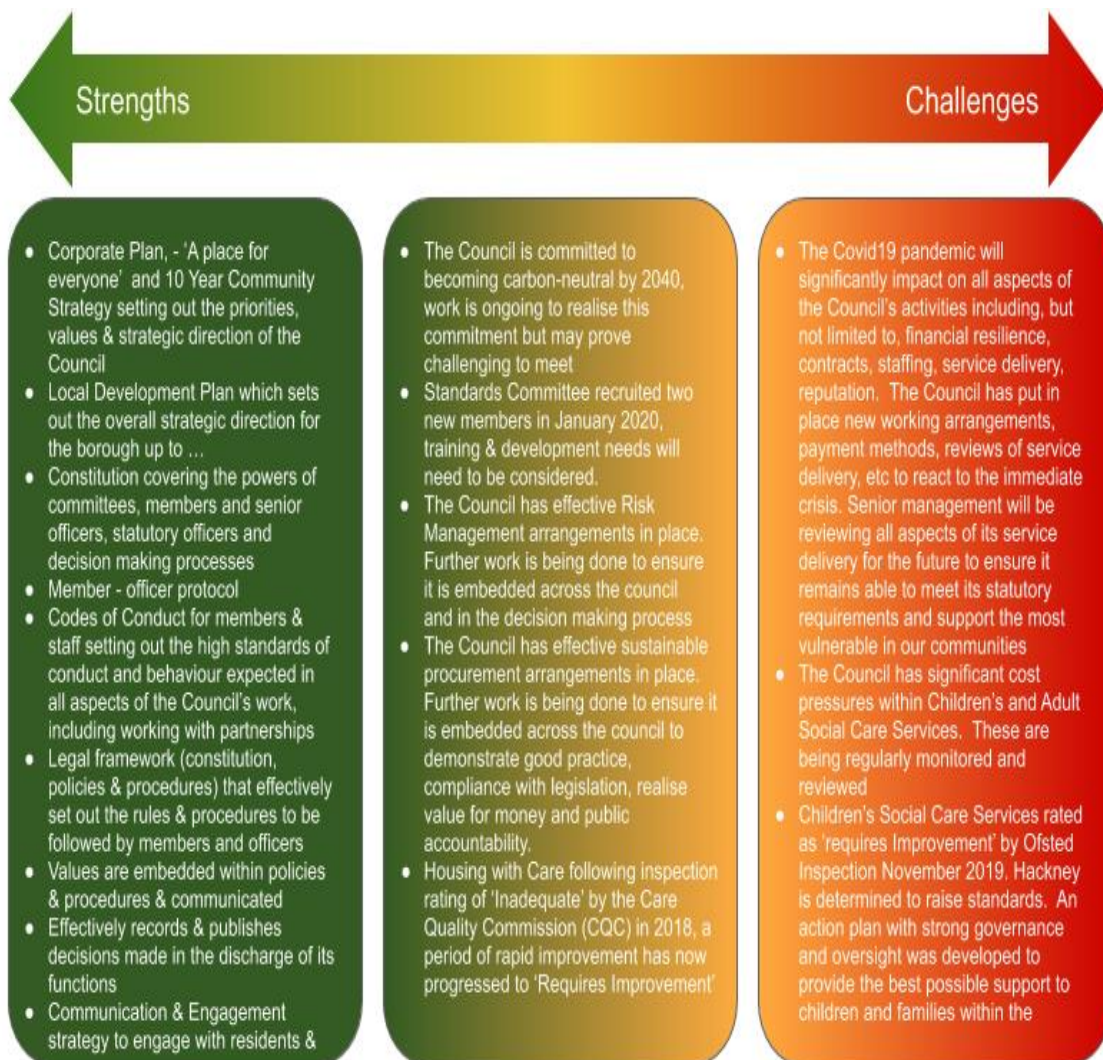 Strengths
Challenges
● Corporate Plan, - 'A place for
everyone' and 10 Year Community
Strategy setting out the priorities,
values & strategic direction of the
Council
● Local Development Plan which sets
out the overall strategic direction for
the borough up to …
● Constitution covering the powers of
committees, members and senior
officers, statutory officers and
decision making processes
● Member - officer protocol
● Codes of Conduct for members &
staff setting out the high standards of
conduct and behaviour expected in
all aspects of the Council's work,
including working with partnerships
● Legal framework (constitution,
policies & procedures) that effectively
set out the rules & procedures to be
followed by members and officers
● Values are embedded within policies
& procedures & communicated
● Effectively records & publishes
decisions made in the discharge of its
functions
● Communication & Engagement
strategy to engage with residents &
● The Council is committed to
becoming carbon-neutral by 2040,
work is ongoing to realise this
commitment but may prove
challenging to meet
● Standards Committee recruited two
new members in January 2020,
training & development needs will
need to be considered.
● The Council has effective Risk
Management arrangements in place.
Further work is being done to ensure
it is embedded across the council
and in the decision making process
● The Council has effective sustainable
procurement arrangements in place.
Further work is being done to ensure it
is embedded across the council to
demonstrate good practice,
compliance with legislation, realise
value for money and public
accountability.
● Housing with Care following inspection
rating of 'Inadequate' by the Care
Quality Commission (CQC) in 2018, a
period of rapid improvement has now
progressed to 'Requires Improvement'
● The Covid19 pandemic will
significantly impact on all aspects of
the Council's activities including, but
not limited to, financial resilience,
contracts, staffing, service delivery,
reputation. The Council has put in
place new working arrangements,
payment methods, reviews of service
delivery, etc to react to the immediate
crisis. Senior management will be
reviewing all aspects of its service
delivery for the future to ensure it
remains able to meet its statutory
requirements and support the most
vulnerable in our communities
● The Council has significant cost
pressures within Children's and Adult
Social Care Services. These are
being regularly monitored and
reviewed
● Children's Social Care Services rated
as 'requires Improvement' by Ofsted
Inspection November 2019. Hackney
is determined to raise standards. An
action plan with strong governance
and oversight was developed to
provide the best possible support to
children and families within the